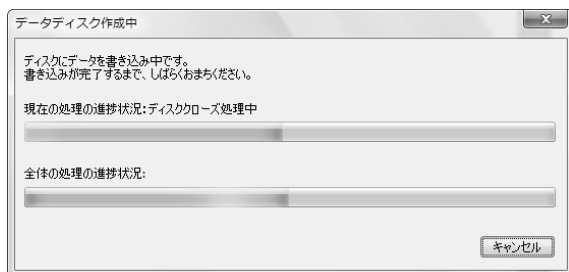 データディスク作成中
ディスクにデータを書き込み中です。
書き込みが完了するまで、しばらくおまちください。
現在の処理の進捗状況:ディスククローズ処理中
全体の処理の進捗状況:
キャンセル